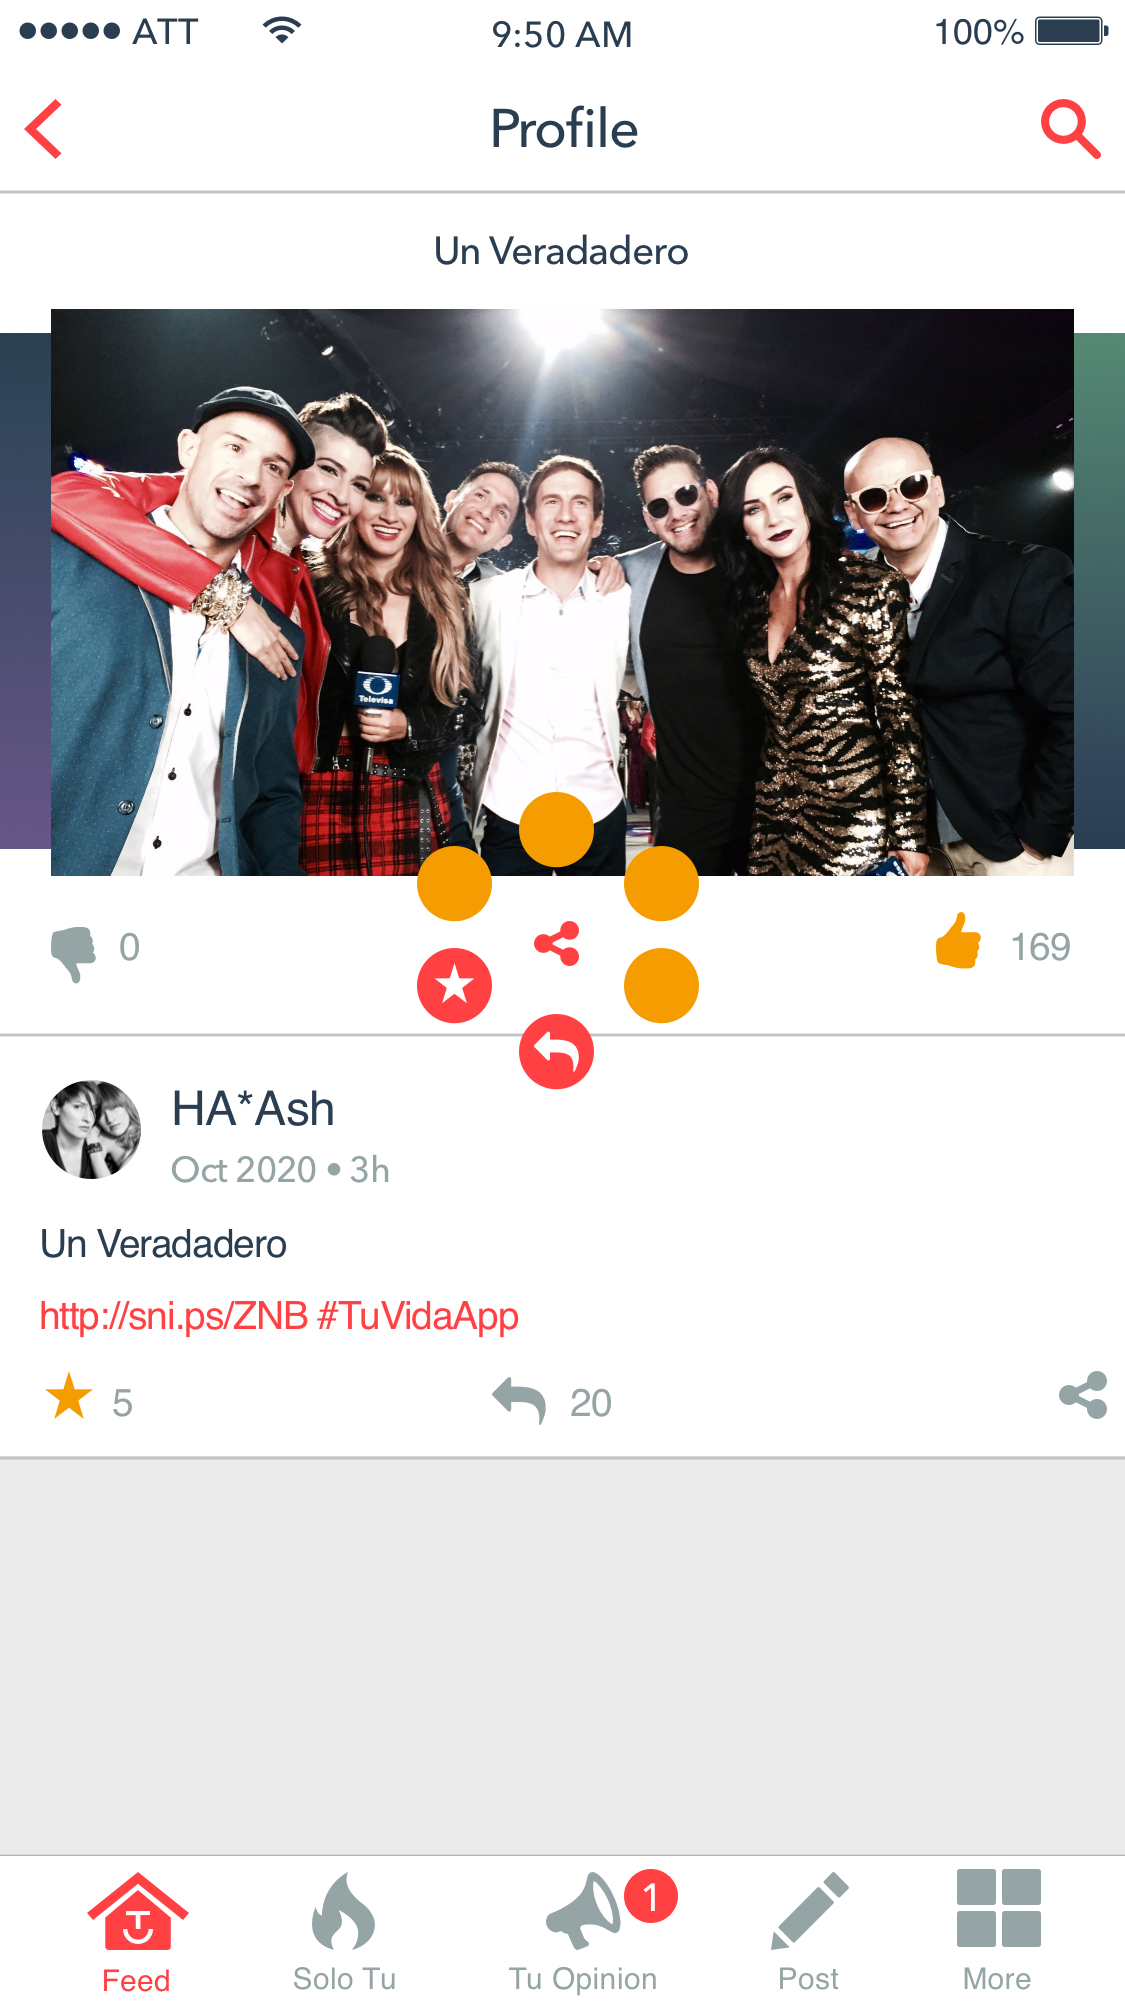 ATT 9:50 AM 100%
Profile
Un Veradadero
Televisa
0 169
HA*Ash
Oct 2020 • 3h
Un Veradadero
http://sni.ps/ZNB #TuVidaApp
5 20
1
Feed Solo Tu Tu Opinion Post More